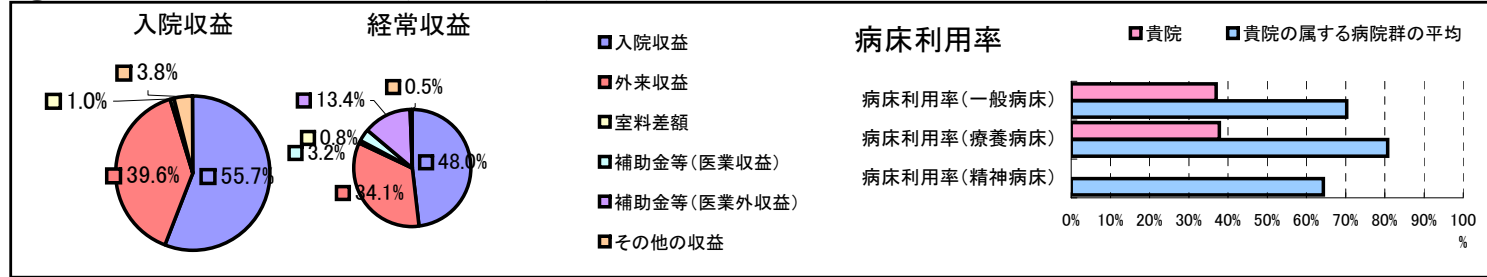 入院収益
3.8%
1.0%
39.6%
55.7%
経常収益
0.5%
13.4%
0.8%
3.2%
48.0%
34.1%
入院収益
外来収益
室料差額
補助金等(医業収益)
補助金等(医業外収益)
その他の収益
病床利用率
貴院
貴院の属する病院群の平均
病床利用率(一般病床)
病床利用率(療養病床)
病床利用率(精神病床)
0% 10% 20% 30% 40% 50% 60% 70% 80% 90% 100
%